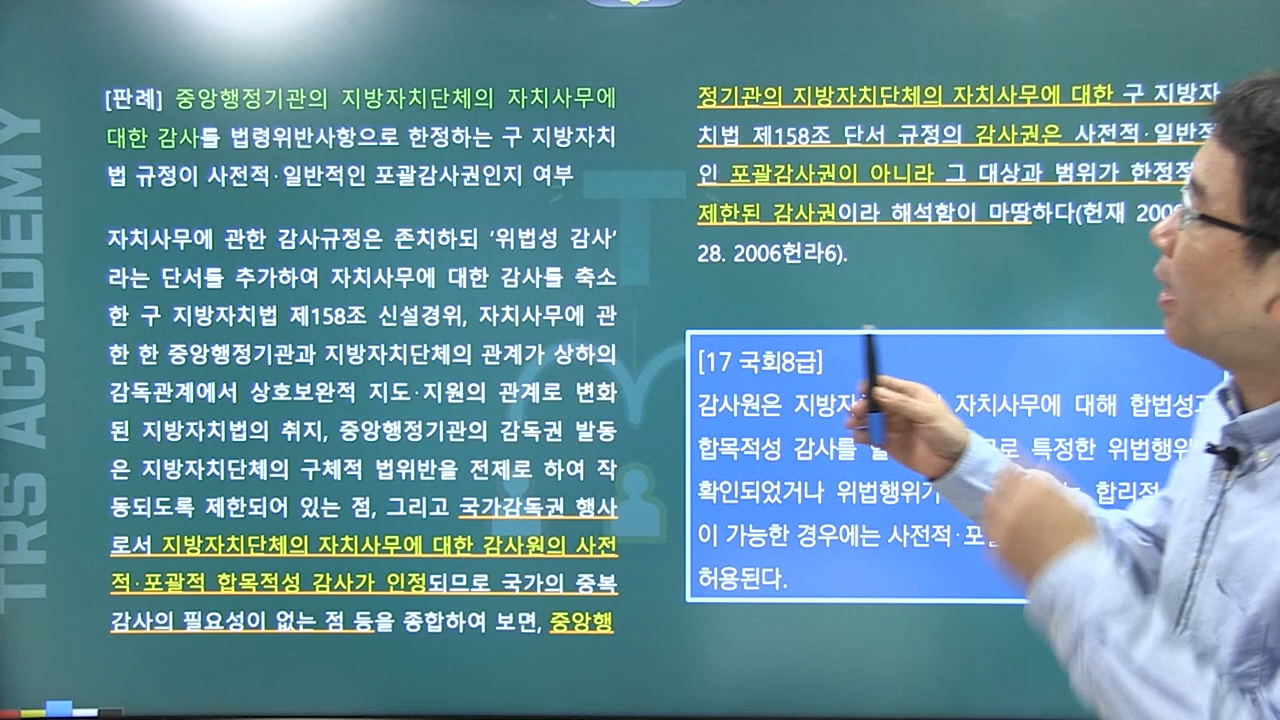 TRS ACADEMY
[판례] 중앙행정기관의 지방자치단체의 자치사무에
대한 감사를 법령위반사항으로 한정하는 구 지방자치
법 규정이 사전적·일반적인 포괄감사권인지 여부
자치사무에 관한 감사규정은 존치하되 '위법성 감사'
라는 단서를 추가하여 자치사무에 대한 감사를 축소
한 구 지방자치법 제158조 신설경위, 자치사무에 관
한 한 중앙행정기관과 지방자치단체의 관계가 상하의
감독관계에서 상호보완적 지도·지원의 관계로 변화
된 지방자치법의 취지, 중앙행정기관의 감독권 발동
은 지방자치단체의 구체적 법위반을 전제로 하여 작
동되도록 제한되어 있는 점, 그리고 국가감독권 행사
로서 지방자치단체의 자치사무에 대한 감사원의 사전
적·포괄적 합목적성 감사가 인정되므로 국가의 중복
감사의 필요성이 없는 점 등을 종합하여 보면, 중앙행
정기관의 지방자치단체의 자치사무에 대한 구 지방자
치법 제158조 단서 규정의 감사권은 사전적·일반적
인 포괄감사권이 아니라 그 대상과 범위가 한정적
제한된 감사권이라 해석함이 마땅하다(헌재
28. 2006헌라6).
[17 국회8급]
감사원은 자치사무에 대해 합법성과
합목적성 감사를 특정한 위법행위
확인되었거나 위법행위가 합리적
이 가능한 경우에는 사전적·
허용된다.